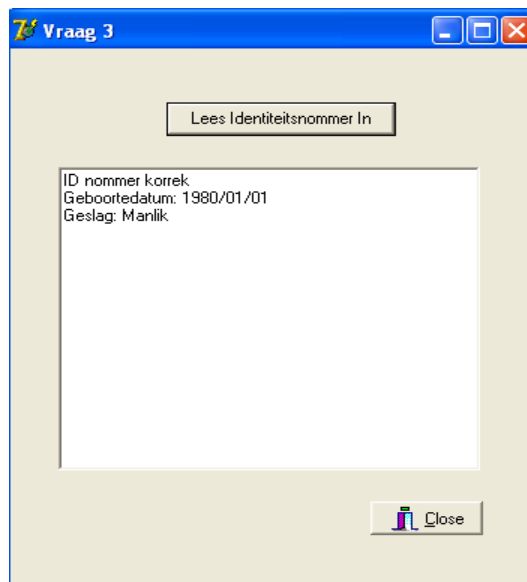 Vraag 3
Lees Identiteitsnommer In
ID nommer korrek
Geboortedatum: 1980/01/01
Geslag: Manlik
Close